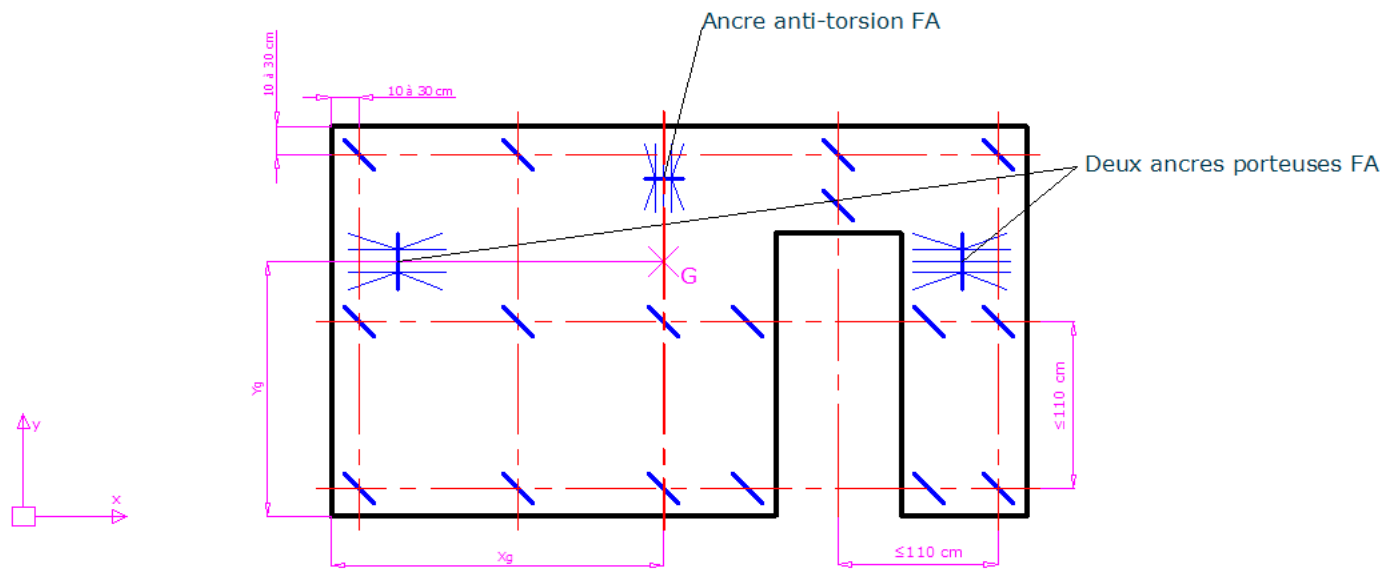 Ancre anti-torsion FA
10 à 30 cm
10 à 30 cm
Deux ancres porteuses FA
G
Yg
≤110 cm
y
x
Xg
≤110 cm